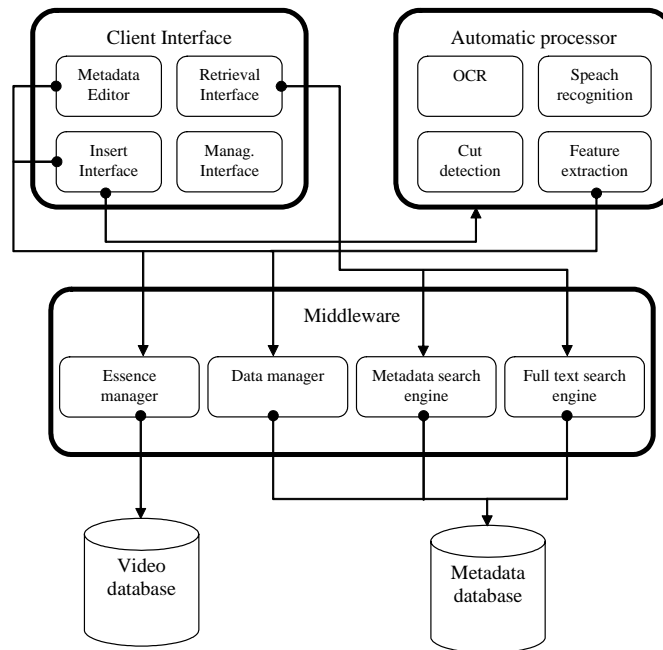 Client Interface
Metadata
Editor
Retrieval
Interface
Insert
Interface
Manag.
Interface
Automatic processor
OCR
Speach
recognition
Cut
detection
Feature
extraction
Middleware
Essence
manager
Data manager
Metadata search
engine
Full text search
engine
Video
database
Metadata
database